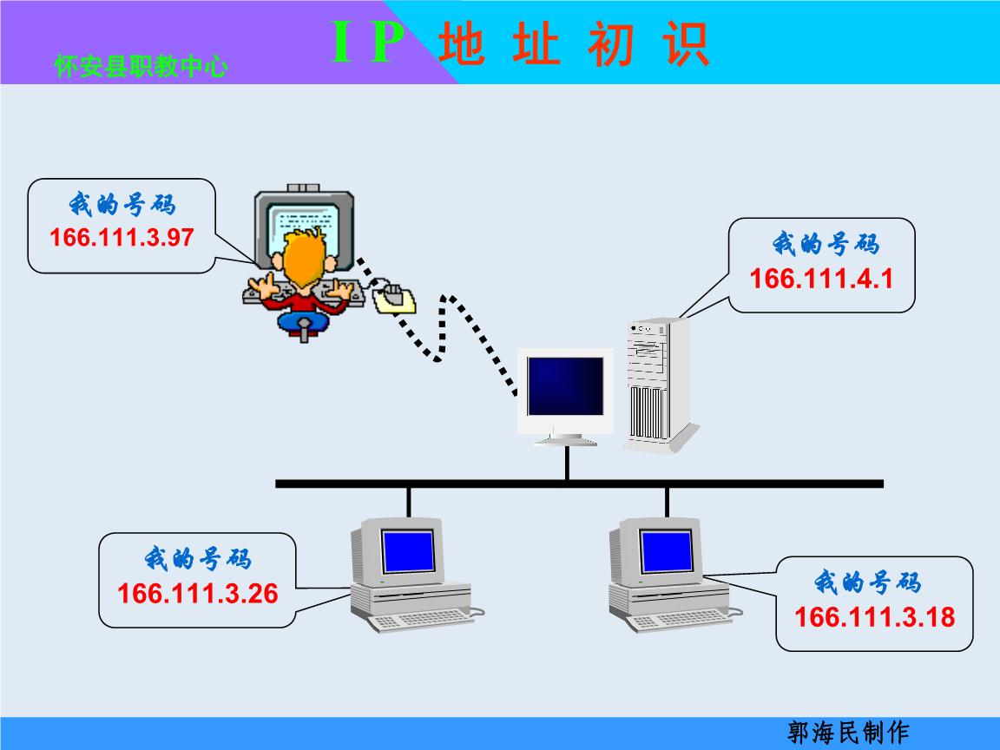 IP 地址初识
怀安县职教中心
我的号码
166.111.3.97
我的号码
166.111.4.1
我的号码
166.111.3.26
我的号码
166.111.3.18
郭海民制作